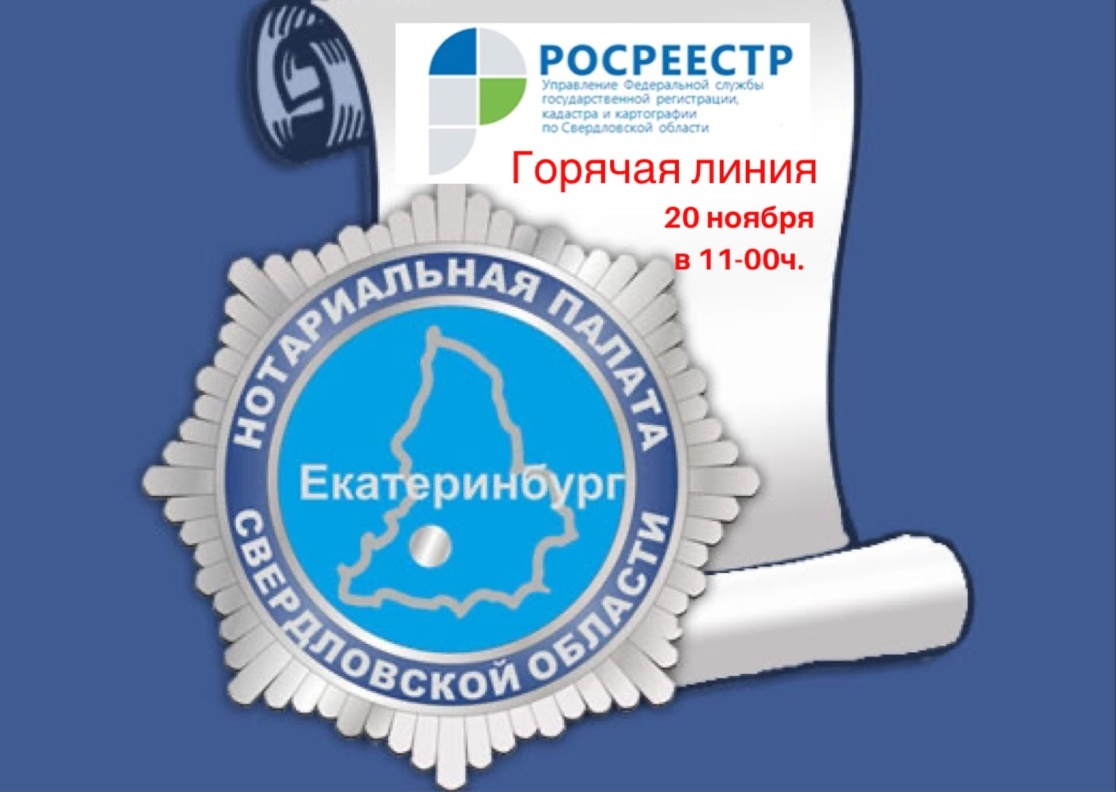 РОСРЕЕСТР
Управление Федеральной службы
государственной регистрации,
кадастра и картографии
по Свердловской области
Горячая линия
20 ноября
в 11-00ч.
НОТАРИАЛЬНАЯ ПАЛАТА
Екатеринбург
СВЕРДЛОВСКОЙ ОБЛАСТИ